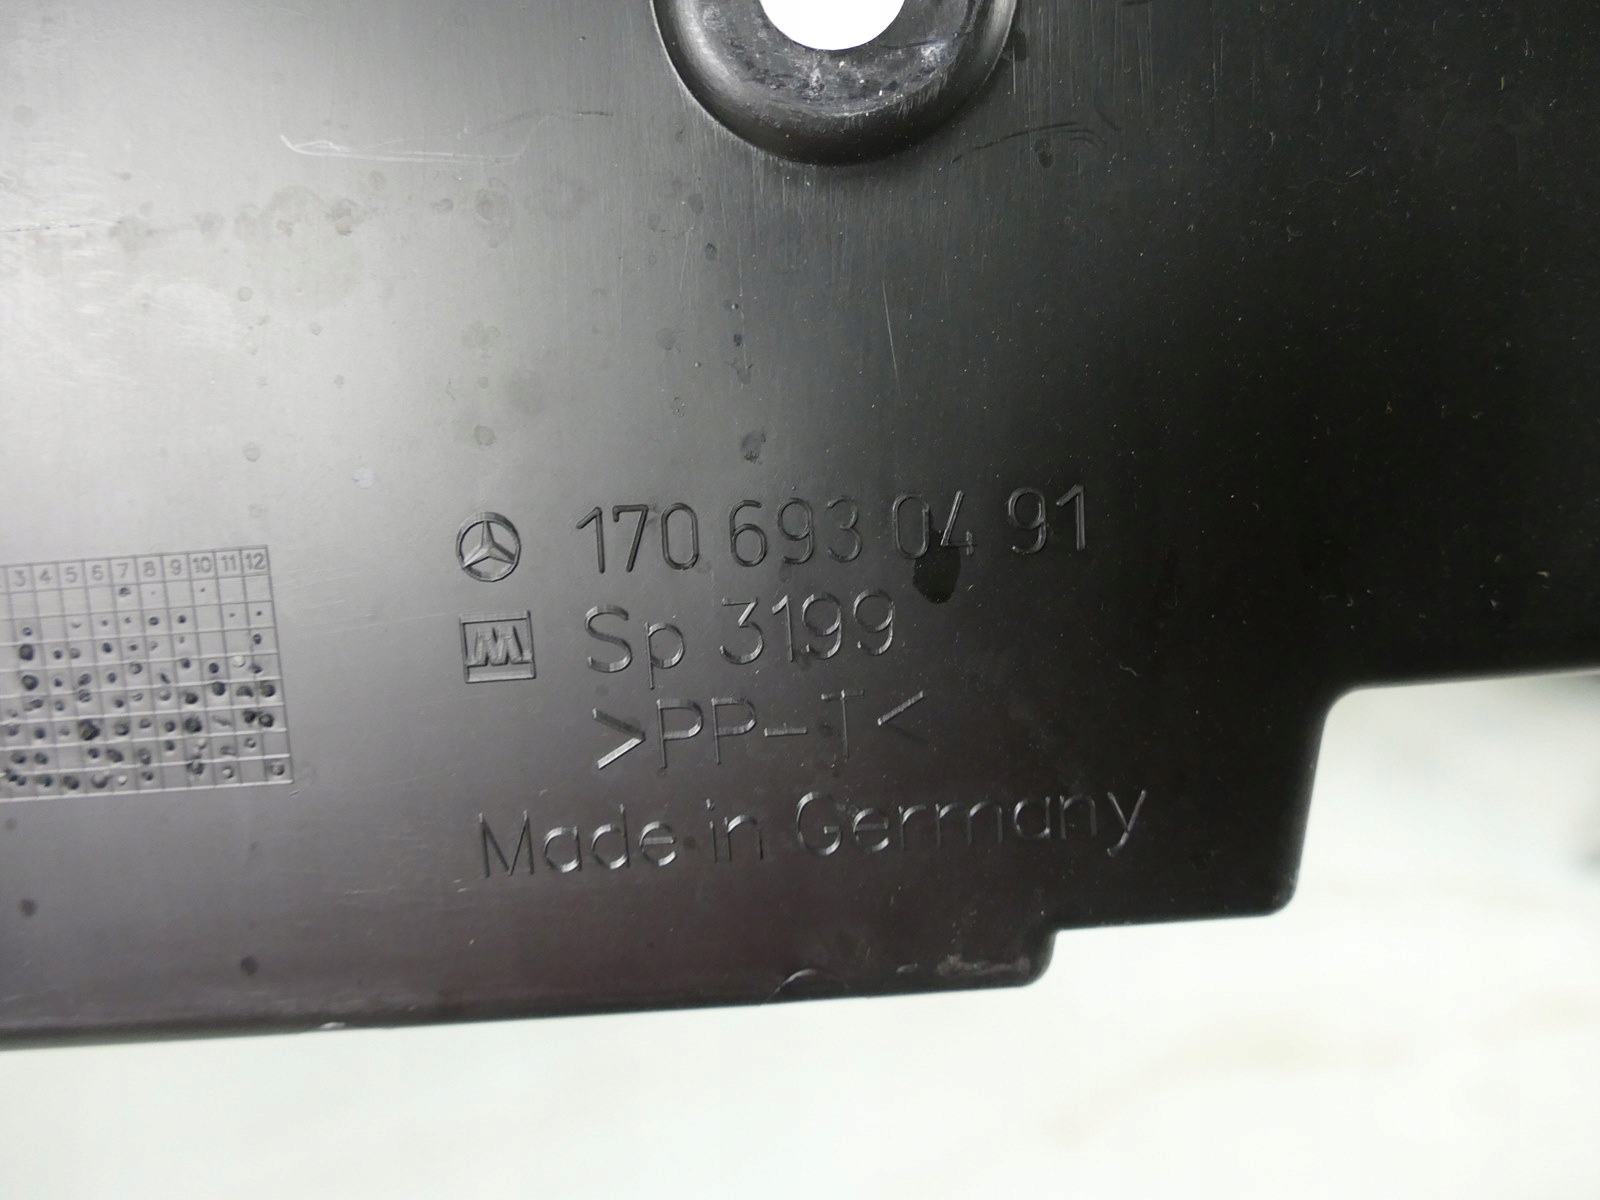 170 693 04 91
Sp 3199
>PP-T<
Made in Germany
3 4 5 6 7 8 9 10 11 12